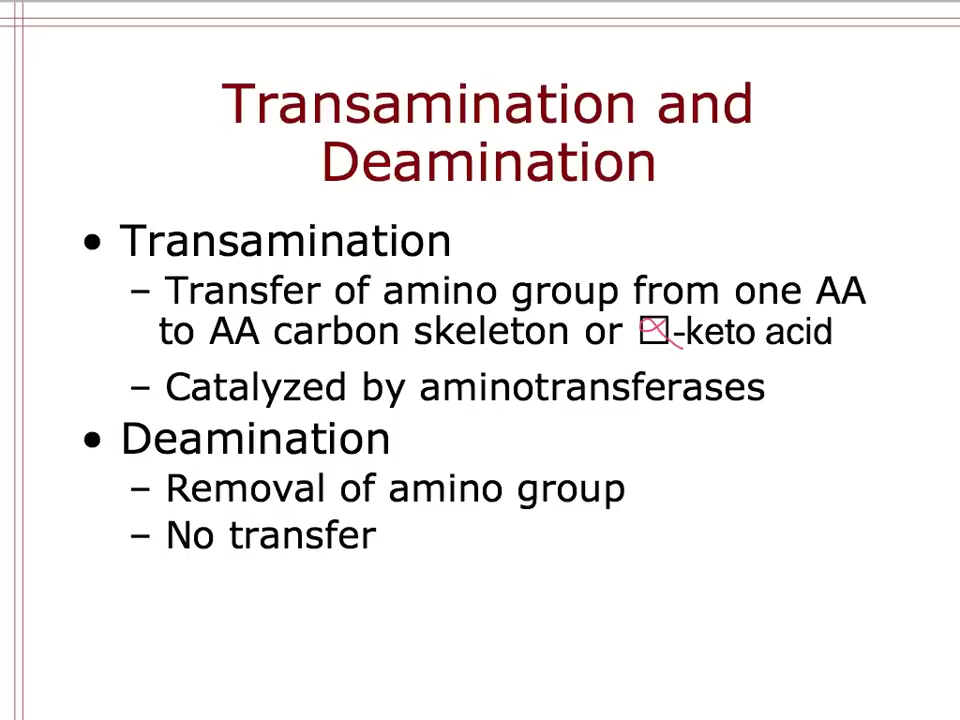 Transamination and
Deamination
• Transamination
– Transfer of amino group from one AA
to AA carbon skeleton or α-keto acid
– Catalyzed by aminotransferases
• Deamination
– Removal of amino group
– No transfer